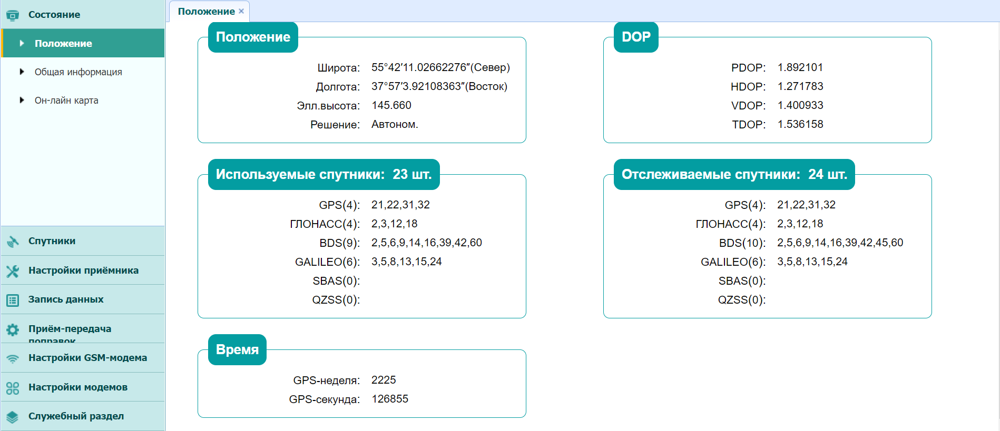 Состояние
Положение
Общая информация
Он-лайн карта
Спутники
Настройки приёмника
Запись данных
Приём-передача
поправок
Настройки GSM-модема
Настройки модемов
Служебный раздел
Положение ×
Положение
Широта: 55°42′11.02662276″(Север)
Долгота: 37°57′3.92108363″(Восток)
Элл.высота: 145.660
Решение: Автоном.
DOP
PDOP: 1.892101
HDOP: 1.271783
VDOP: 1.400933
TDOP: 1.536158
Используемые спутники: 23 шт.
GPS(4): 21,22,31,32
ГЛОНАСС(4): 2,3,12,18
BDS(9): 2,5,6,9,14,16,39,42,60
GALILEO(6): 3,5,8,13,15,24
SBAS(0):
QZSS(0):
Отслеживаемые спутники: 24 шт.
GPS(4): 21,22,31,32
ГЛОНАСС(4): 2,3,12,18
BDS(10): 2,5,6,9,14,16,39,42,45,60
GALILEO(6): 3,5,8,13,15,24
SBAS(0):
QZSS(0):
Время
GPS-неделя: 2225
GPS-секунда: 126855